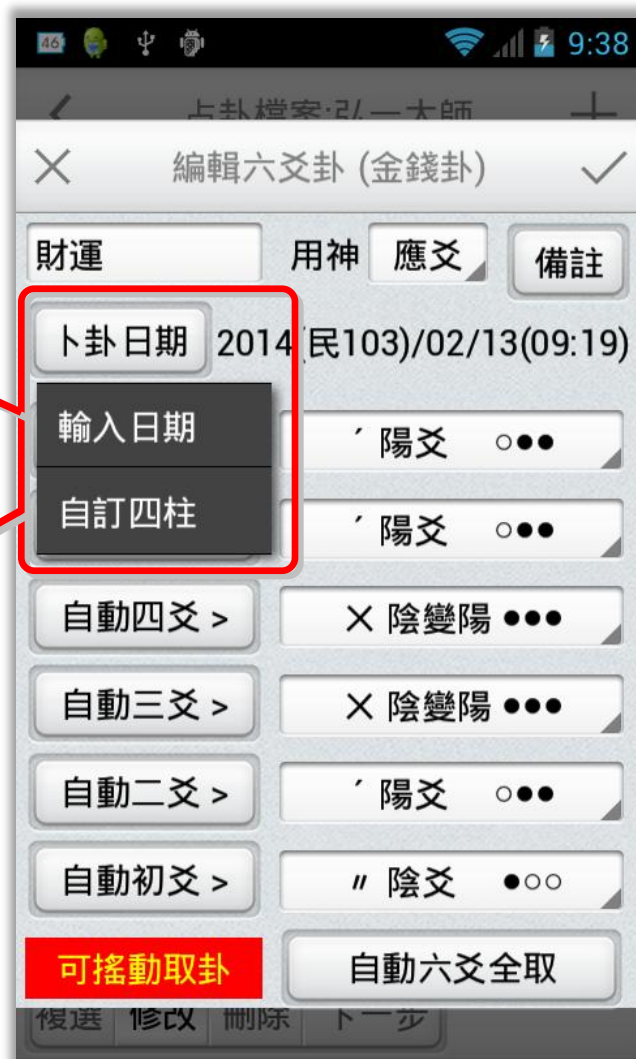 46 9:38
占卦檔案:弘一大師
編輯六爻卦 (金錢卦)
財運 用神 應爻 備註
卜卦日期 2014(民103)/02/13(09:19)
輸入日期
ˊ 陽爻 ○●●
自訂四柱
ˊ 陽爻 ○●●
自動四爻 > ╳ 陰變陽 ●●●
自動三爻 > ╳ 陰變陽 ●●●
自動二爻 > ˊ 陽爻 ○●●
自動初爻 > 〃 陰爻 ●○○
可搖動取卦 自動六爻全取
複選 修改 刪除 下一步